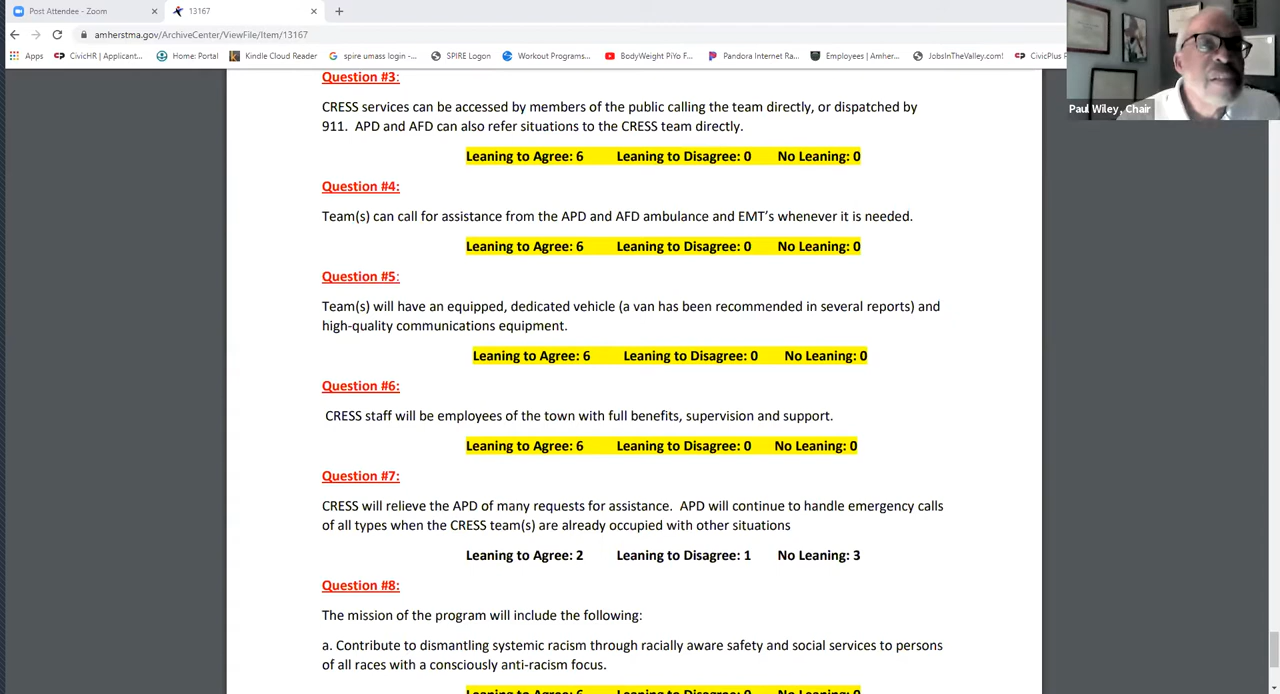 Post Attendee - Zoom
13167
amherstma.gov/ArchiveCenter/ViewFile/Item/13167
Apps CivicHR | Applicant... Home: Portal Kindle Cloud Reader spire umass login -... SPIRE Logon Workout Programs... BodyWeight PiYo F... Pandora Internet Ra... Employees | Amher... JobsInTheValley.com! CivicPlus
Paul Wiley, Chair
Question #3:
CRESS services can be accessed by members of the public calling the team directly, or dispatched by
911.  APD and AFD can also refer situations to the CRESS team directly.
Leaning to Agree: 6 Leaning to Disagree: 0 No Leaning: 0
Question #4:
Team(s) can call for assistance from the APD and AFD ambulance and EMT’s whenever it is needed.
Leaning to Agree: 6 Leaning to Disagree: 0 No Leaning: 0
Question #5:
Team(s) will have an equipped, dedicated vehicle (a van has been recommended in several reports) and
high-quality communications equipment.
Leaning to Agree: 6 Leaning to Disagree: 0 No Leaning: 0
Question #6:
CRESS staff will be employees of the town with full benefits, supervision and support.
Leaning to Agree: 6 Leaning to Disagree: 0 No Leaning: 0
Question #7:
CRESS will relieve the APD of many requests for assistance.  APD will continue to handle emergency calls
of all types when the CRESS team(s) are already occupied with other situations
Leaning to Agree: 2 Leaning to Disagree: 1 No Leaning: 3
Question #8:
The mission of the program will include the following:
a. Contribute to dismantling systemic racism through racially aware safety and social services to persons
of all races with a consciously anti-racism focus.
Leaning to Agree: 6 Leaning to Disagree: 0 No Leaning: 0